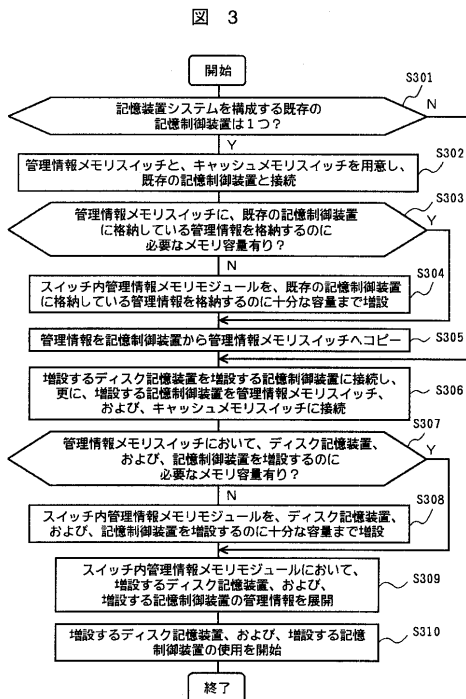 図 3
開始
S301
記憶装置システムを構成する既存の
記憶制御装置は1つ?
N
Y
S302
管理情報メモリスイッチと、キャッシュメモリスイッチを用意し、
既存の記憶制御装置と接続
S303
管理情報メモリスイッチに、既存の記憶制御装置
に格納している管理情報を格納するのに
必要なメモリ容量有り?
Y
N
S304
スイッチ内管理情報メモリモジュールを、既存の記憶制御装置
に格納している管理情報を格納するのに十分な容量まで増設
管理情報を記憶制御装置から管理情報メモリスイッチへコピー
S305
増設するディスク記憶装置を増設する記憶制御装置に接続し、
更に、増設する記憶制御装置を管理情報メモリスイッチ、
および、キャッシュメモリスイッチに接続
S306
S307
管理情報メモリスイッチにおいて、ディスク記憶装置、
および、記憶制御装置を増設するのに
必要なメモリ容量有り?
Y
N
S308
スイッチ内管理情報メモリモジュールを、ディスク記憶装置、
および、記憶制御装置を増設するのに十分な容量まで増設
スイッチ内管理情報メモリモジュールにおいて、
増設するディスク記憶装置、および、
増設する記憶制御装置の管理情報を展開
S309
増設するディスク記憶装置、および、増設する記憶
制御装置の使用を開始
S310
終了